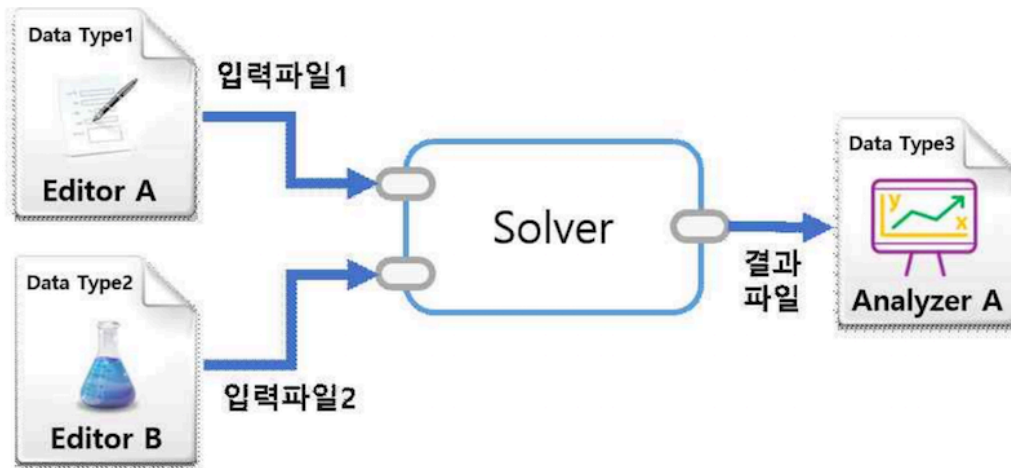 Data Type1
Editor A
입력파일1
Data Type2
Editor B
입력파일2
Solver
결과
파일
Data Type3
y
x
Analyzer A